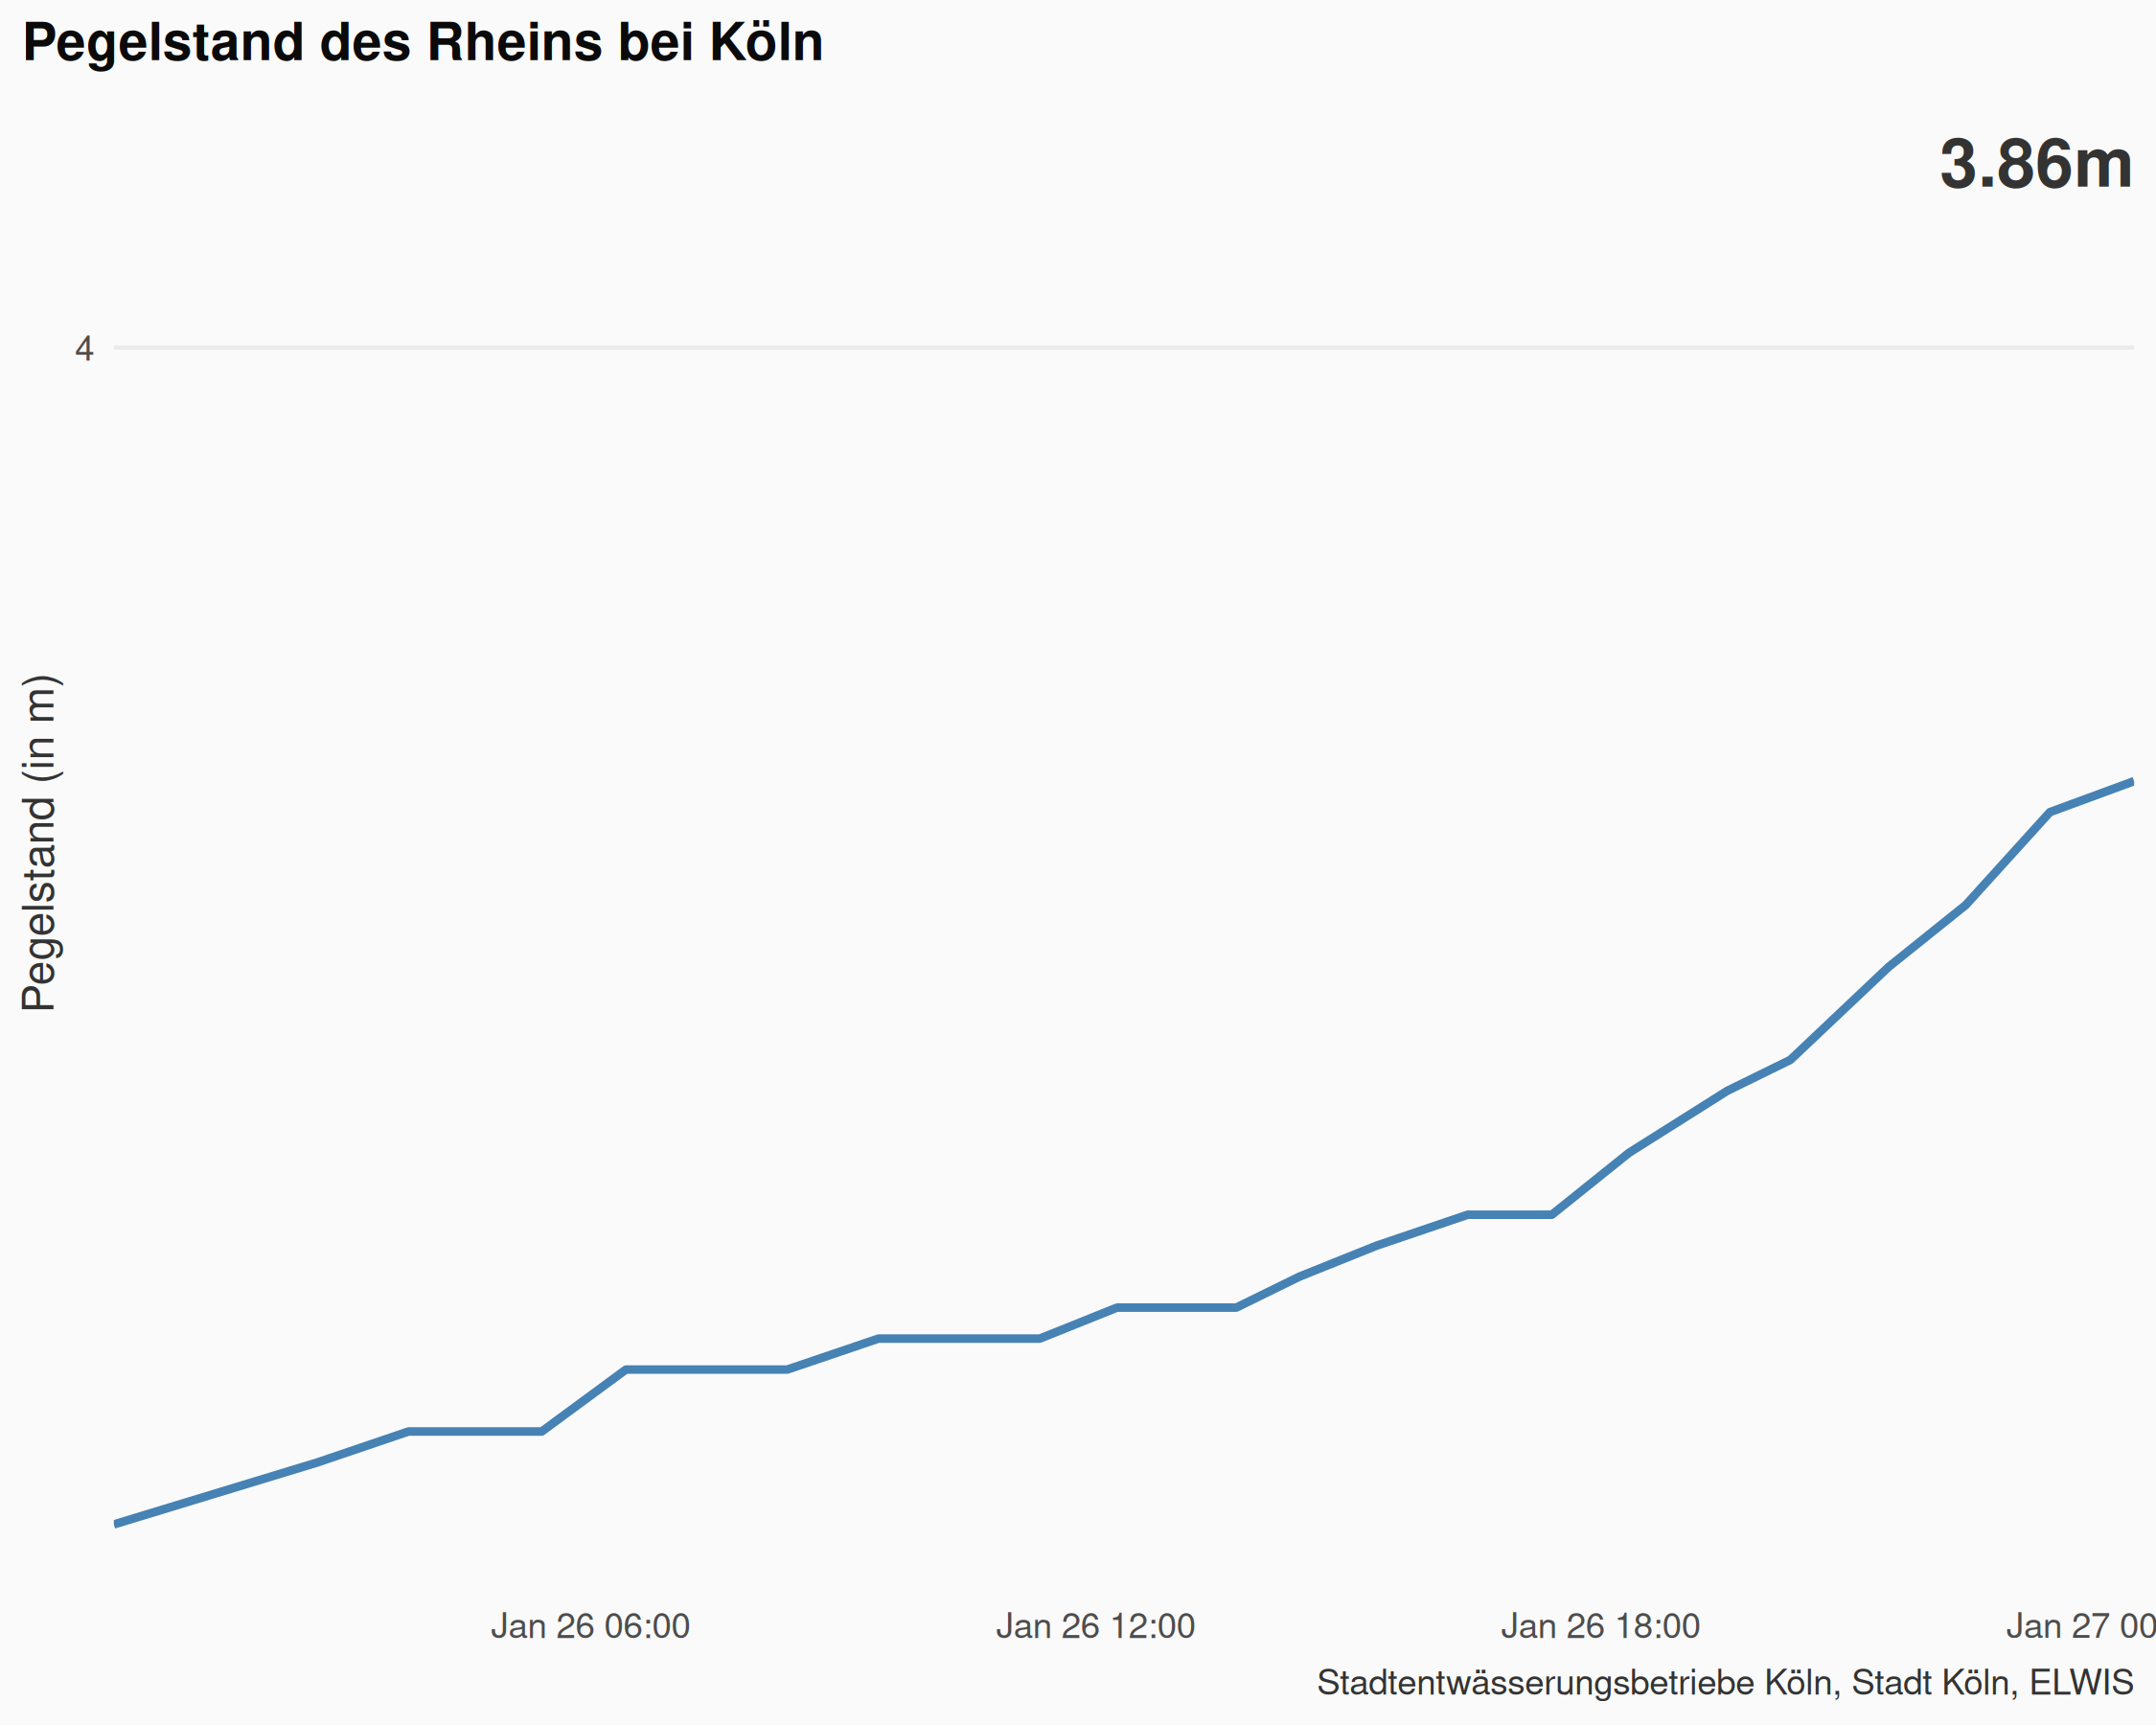 Pegelstand des Rheins bei Köln
3.86m
4
Pegelstand (in m)
Jan 26 06:00
Jan 26 12:00
Jan 26 18:00
Jan 27 00
Stadtentwässerungsbetriebe Köln, Stadt Köln, ELWIS